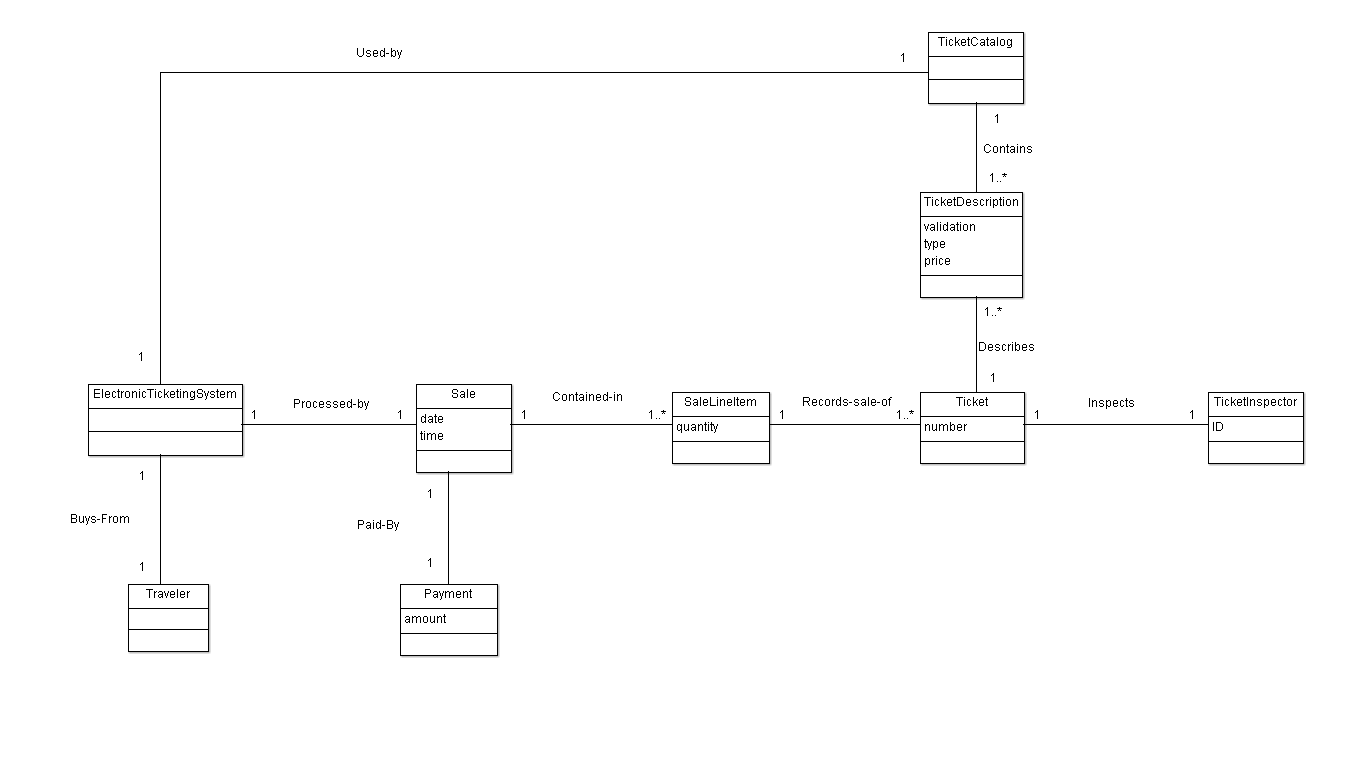 TicketCatalog
Used-by
1
1
Contains
1..*
TicketDescription
validation
type
price
1..*
Describes
1
1
ElectronicTicketingSystem
Processed-by
1
1
Sale
date
time
Contained-in
1
1..*
SaleLineItem
quantity
Records-sale-of
1
1..*
Ticket
number
Inspects
1
1
TicketInspector
ID
1
Buys-From
1
Traveler
1
Paid-By
1
Payment
amount